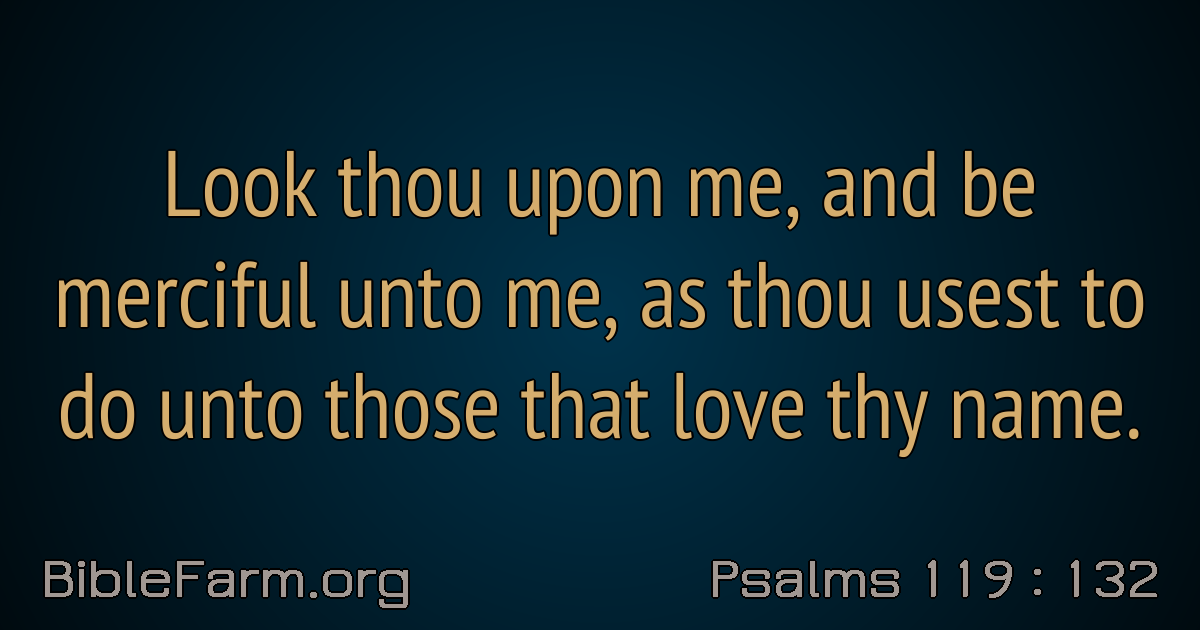 Look thou upon me, and be
merciful unto me, as thou usest to
do unto those that love thy name.
BibleFarm.org
Psalms 119 : 132